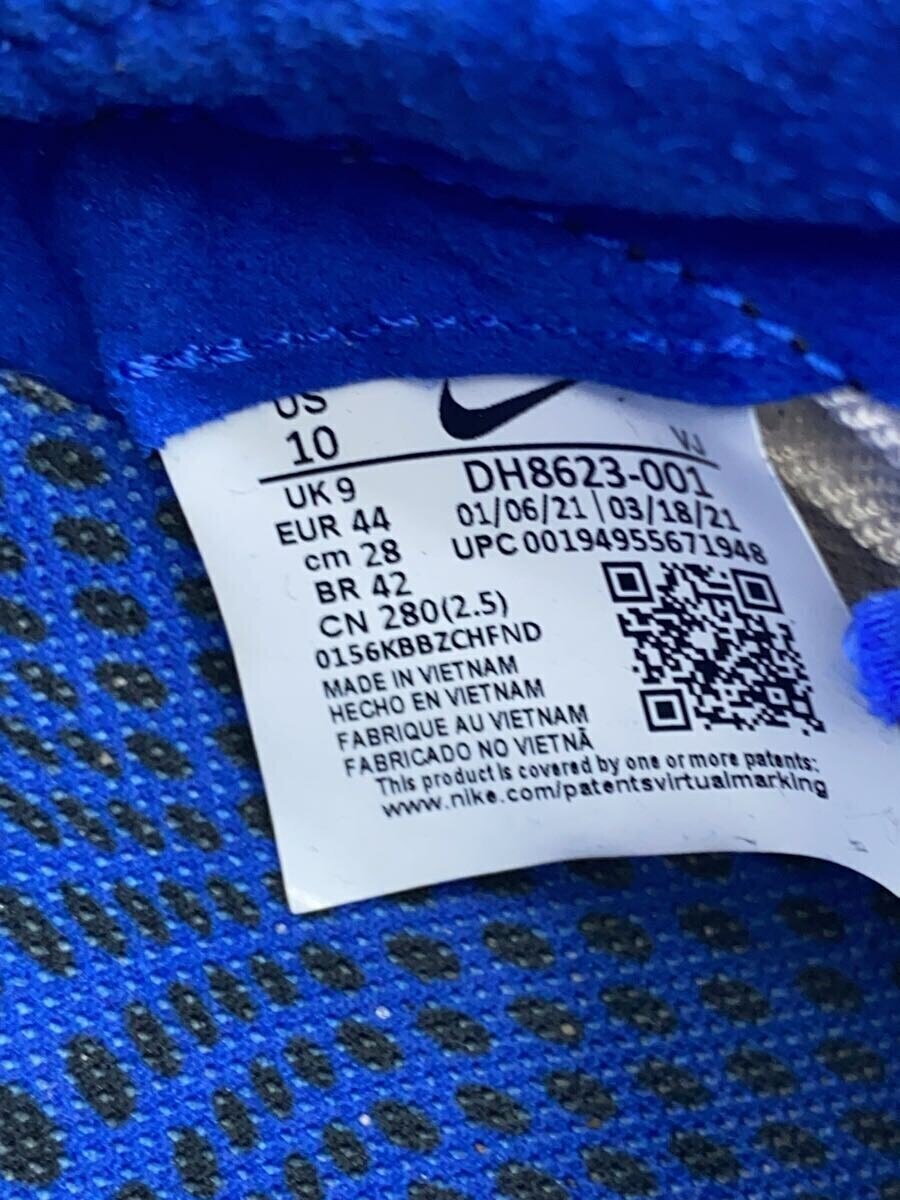 US
10
VJ
UK 9
DH8623-001
EUR 44
01/06/21 | 03/18/21
cm 28
UPC 00194955671948
BR 42
CN 280(2.5)
0156KBBZCHFND
MADE IN VIETNAM
HECHO EN VIETNAM
FABRIQUE AU VIETNAM
FABRICADO NO VIETNÃ
This product is covered by one or more patents:
www.nike.com/patentsvirtualmarking